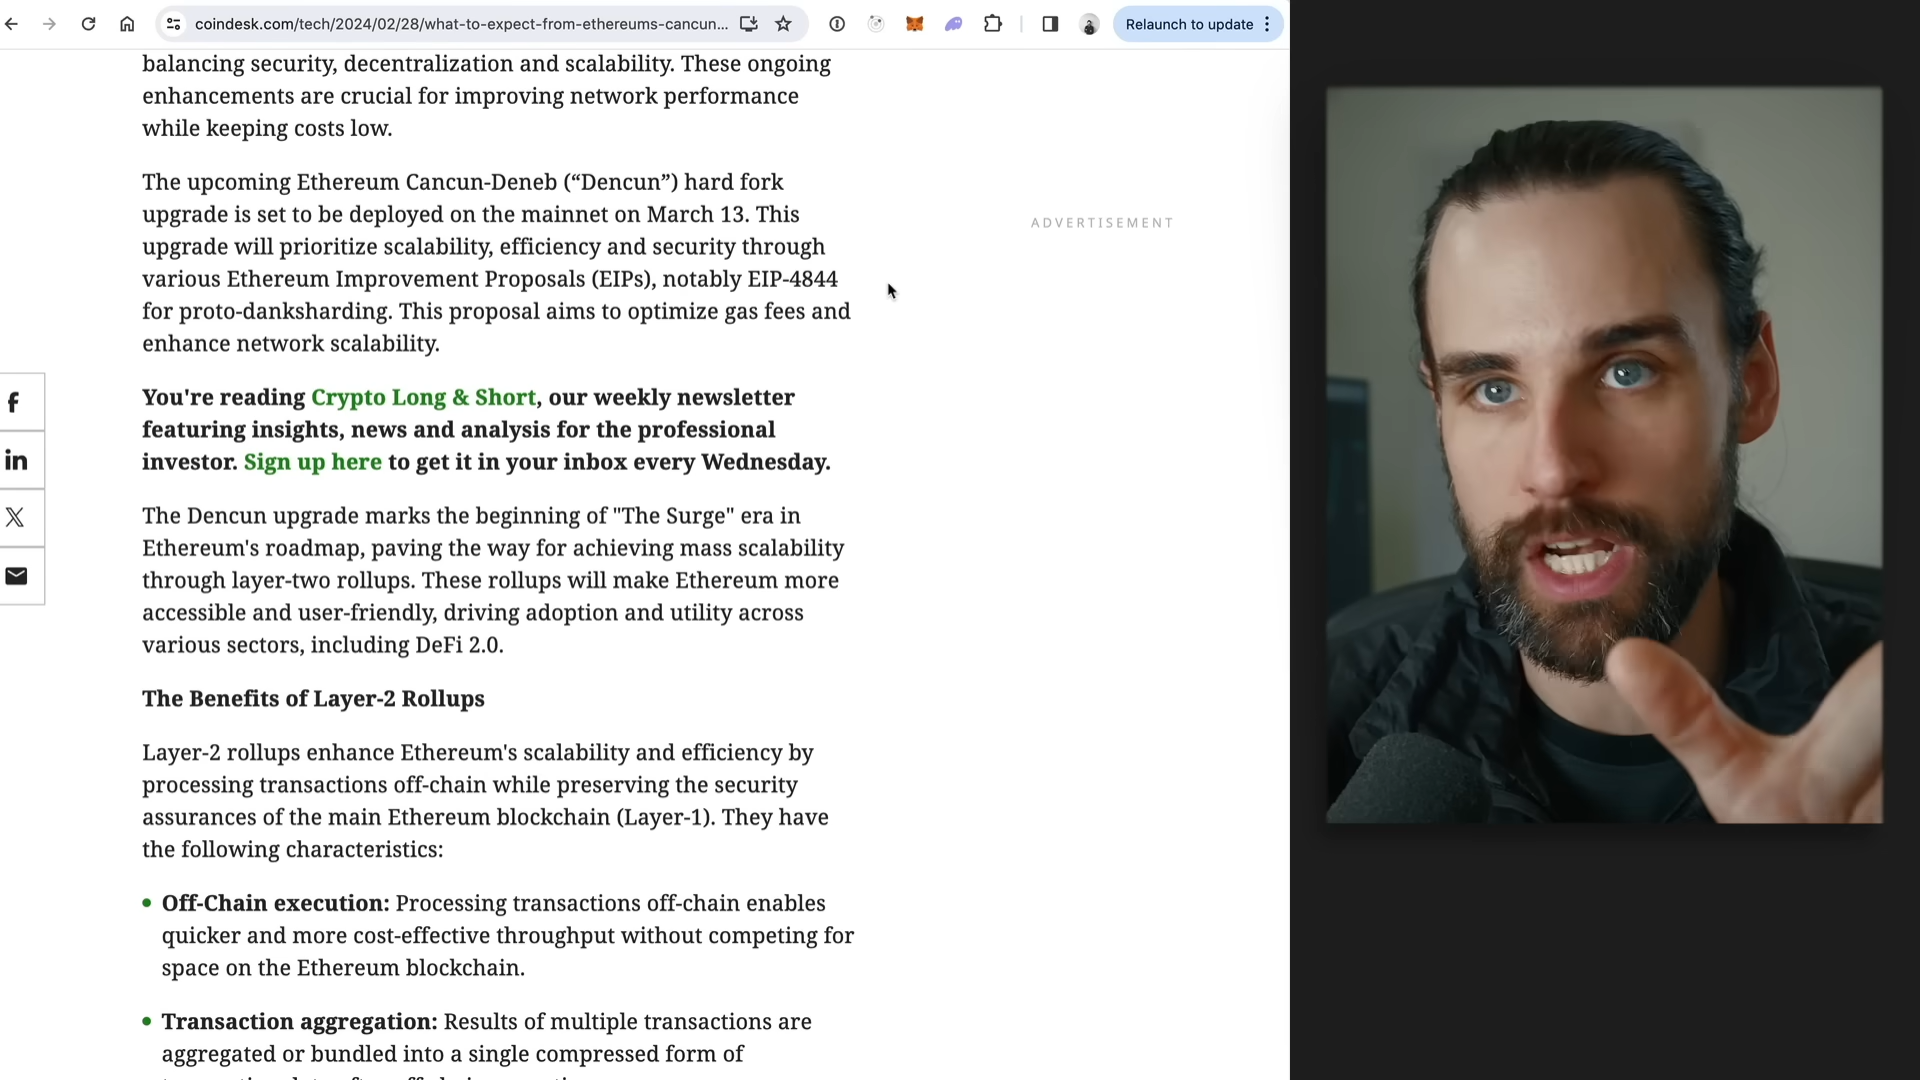 coindesk.com/tech/2024/02/28/what-to-expect-from-ethereums-cancun...
Relaunch to update
balancing security, decentralization and scalability. These ongoing
enhancements are crucial for improving network performance
while keeping costs low.
The upcoming Ethereum Cancun-Deneb (“Dencun”) hard fork
upgrade is set to be deployed on the mainnet on March 13. This
upgrade will prioritize scalability, efficiency and security through
various Ethereum Improvement Proposals (EIPs), notably EIP-4844
for proto-danksharding. This proposal aims to optimize gas fees and
enhance network scalability.
ADVERTISEMENT
You're reading Crypto Long & Short, our weekly newsletter
featuring insights, news and analysis for the professional
investor. Sign up here to get it in your inbox every Wednesday.
The Dencun upgrade marks the beginning of "The Surge" era in
Ethereum's roadmap, paving the way for achieving mass scalability
through layer-two rollups. These rollups will make Ethereum more
accessible and user-friendly, driving adoption and utility across
various sectors, including DeFi 2.0.
The Benefits of Layer-2 Rollups
Layer-2 rollups enhance Ethereum's scalability and efficiency by
processing transactions off-chain while preserving the security
assurances of the main Ethereum blockchain (Layer-1). They have
the following characteristics:
• Off-Chain execution: Processing transactions off-chain enables
quicker and more cost-effective throughput without competing for
space on the Ethereum blockchain.
• Transaction aggregation: Results of multiple transactions are
aggregated or bundled into a single compressed form of